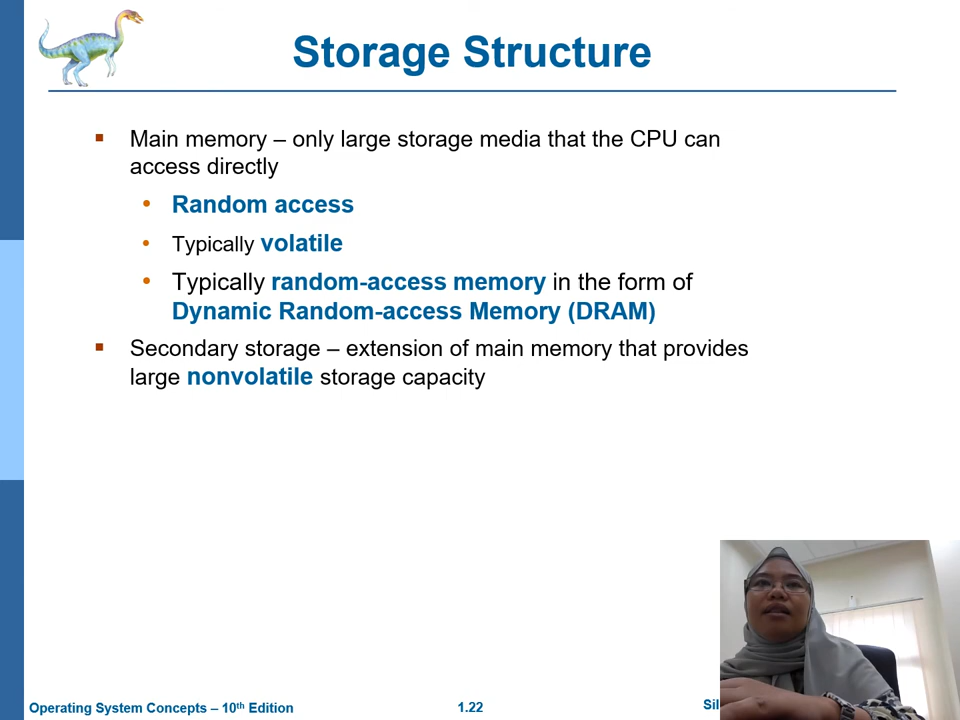 Storage Structure
▪ Main memory – only large storage media that the CPU can
access directly
• Random access
• Typically volatile
• Typically random-access memory in the form of
Dynamic Random-access Memory (DRAM)
▪ Secondary storage – extension of main memory that provides
large nonvolatile storage capacity
Operating System Concepts – 10th Edition
1.22